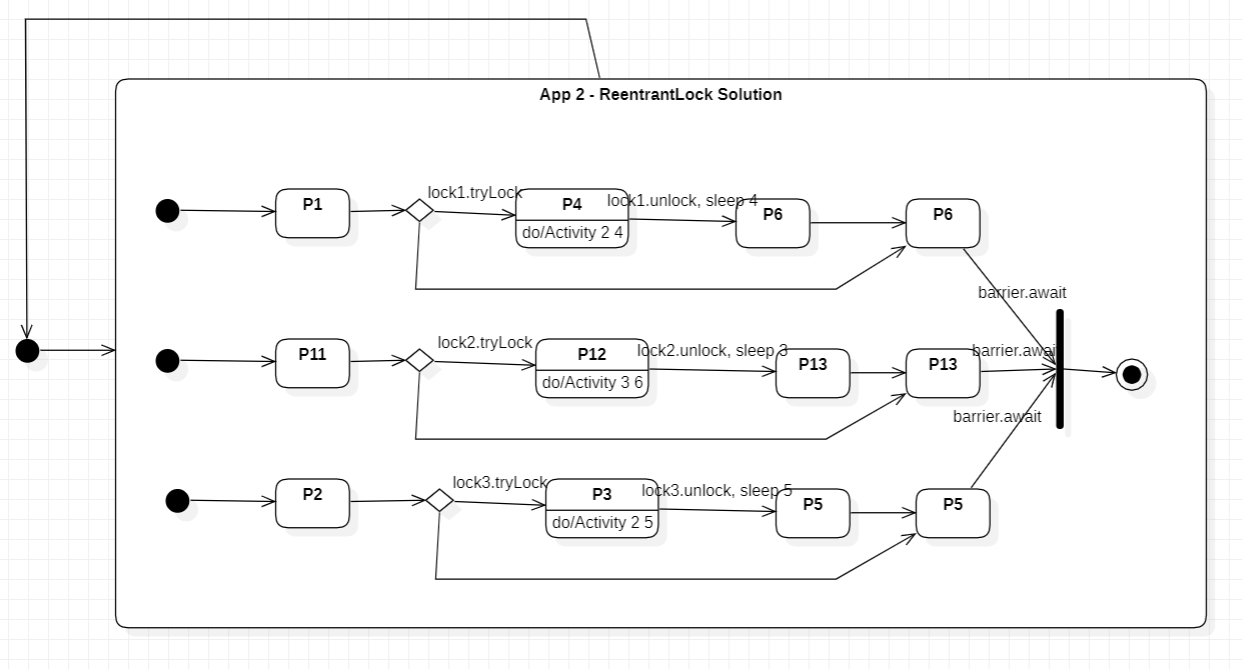 App 2 - ReentrantLock Solution
P1
lock1.tryLock
P4
do/Activity 2 4
lock1.unlock, sleep 4
P6
P6
barrier.await
P11
lock2.tryLock
P12
do/Activity 3 6
lock2.unlock, sleep 3
P13
P13
barrier.await
barrier.await
P2
lock3.tryLock
P3
do/Activity 2 5
lock3.unlock, sleep 5
P5
P5